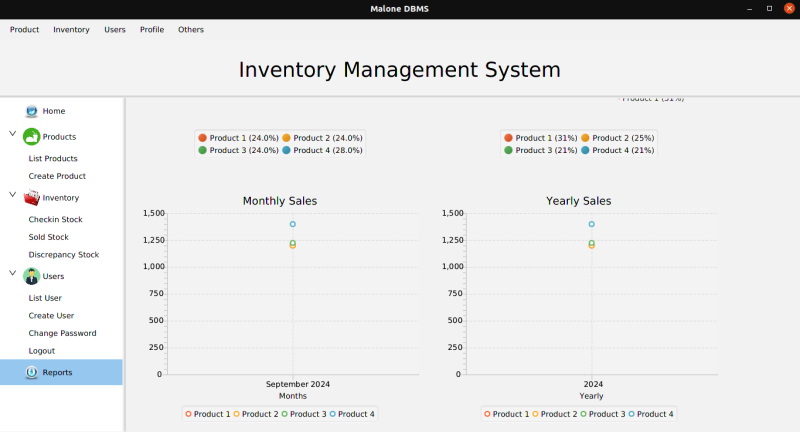 Malone DBMS
Product Inventory Users Profile Others
Inventory Management System
Home
Products
List Products
Create Product
Inventory
Checkin Stock
Sold Stock
Discrepancy Stock
Users
List User
Create User
Change Password
Logout
Reports
Product 1 (31%)
Product 1 (24.0%) Product 2 (24.0%)
Product 3 (24.0%) Product 4 (28.0%)
Product 1 (31%) Product 2 (25%)
Product 3 (21%) Product 4 (21%)
Monthly Sales
1,500
1,250
1,000
750
500
250
0
September 2024
Months
Product 1 Product 2 Product 3 Product 4
Yearly Sales
1,500
1,250
1,000
750
500
250
0
2024
Yearly
Product 1 Product 2 Product 3 Product 4